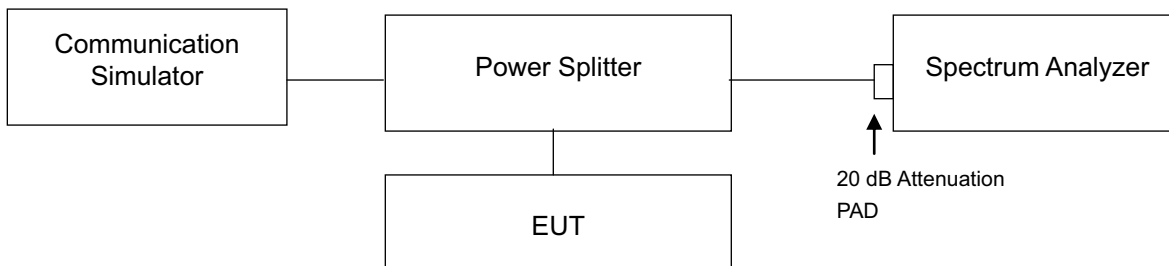 Communication
Simulator
Power Splitter
Spectrum Analyzer
20 dB Attenuation
PAD
EUT